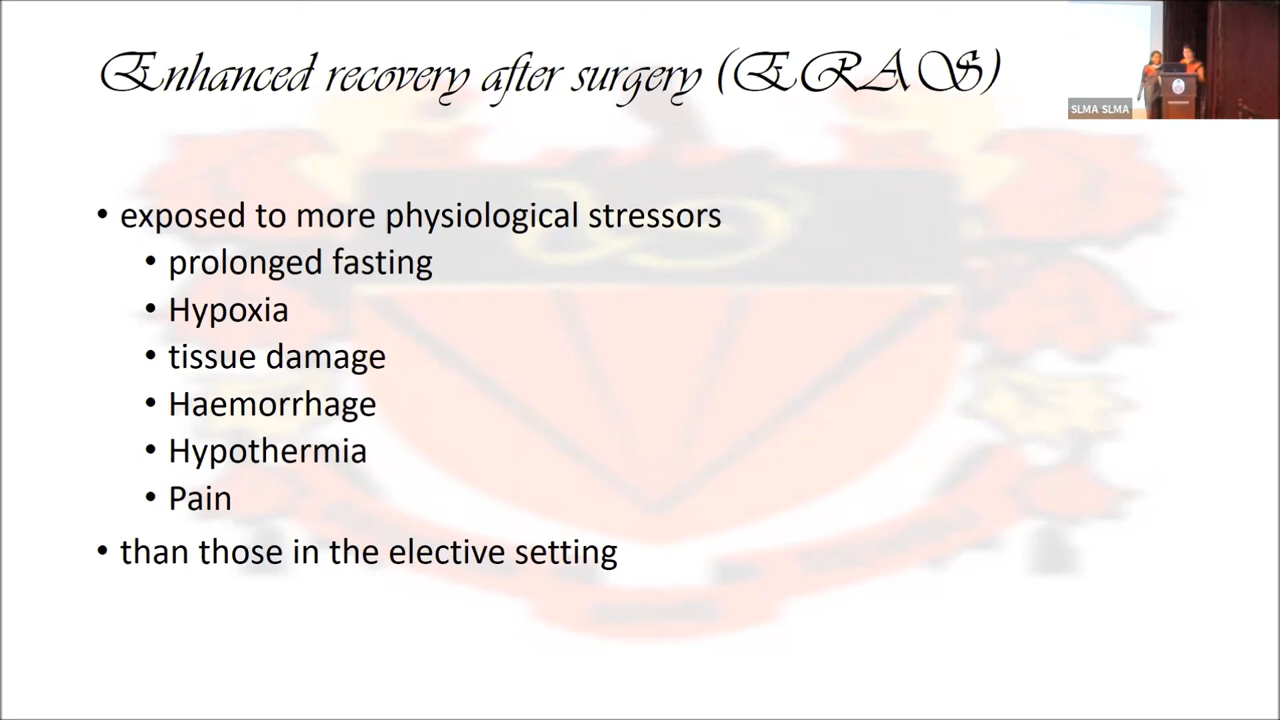 Enhanced recovery after surgery (ERAS)
SLMA SLMA
• exposed to more physiological stressors
• prolonged fasting
• Hypoxia
• tissue damage
• Haemorrhage
• Hypothermia
• Pain
• than those in the elective setting